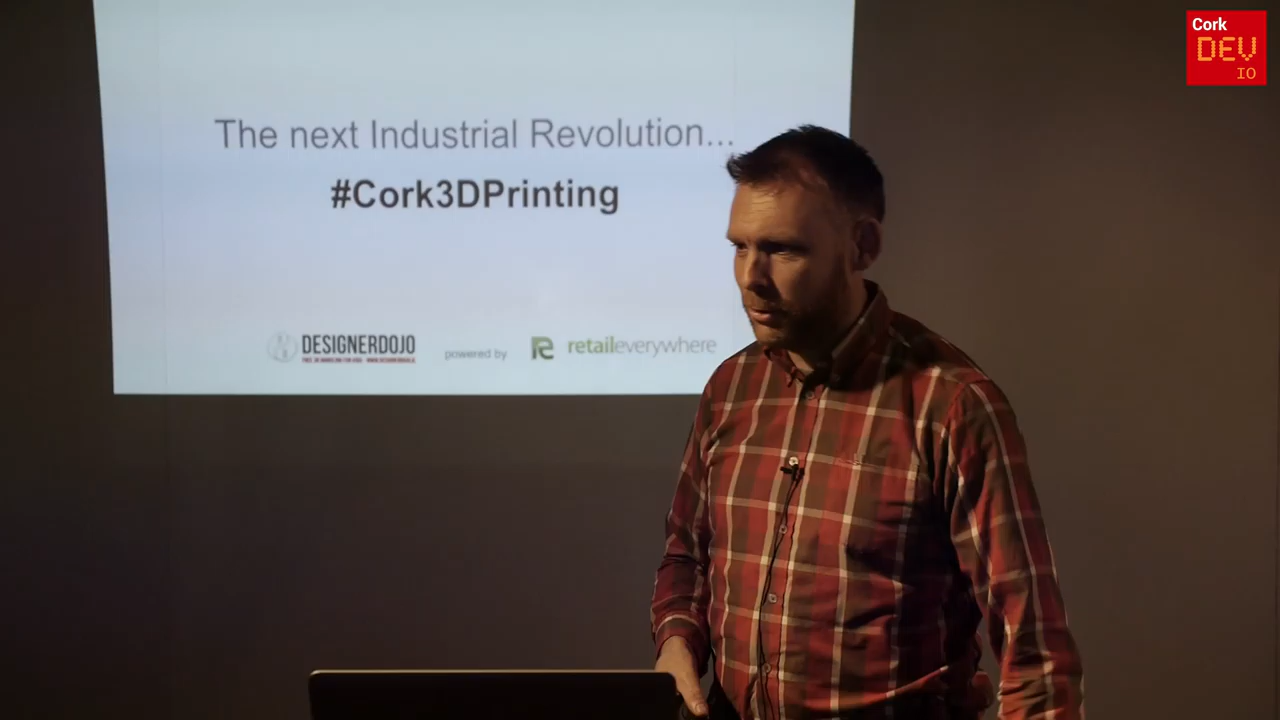 Cork
DEV
IO
The next Industrial Revolution...
#Cork3DPrinting
DESIGNERDOJO
powered by
retaileverywhere